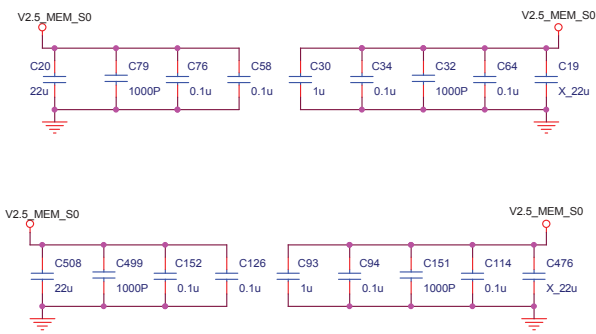 V2.5_MEM_S0 V2.5_MEM_S0
C20 C79 C76 C58 C30 C34 C32 C64 C19
22u 1000P 0.1u 0.1u 1u 0.1u 1000P 0.1u X_22u
V2.5_MEM_S0 V2.5_MEM_S0
C508 C499 C152 C126 C93 C94 C151 C114 C476
22u 1000P 0.1u 0.1u 1u 0.1u 1000P 0.1u X_22u